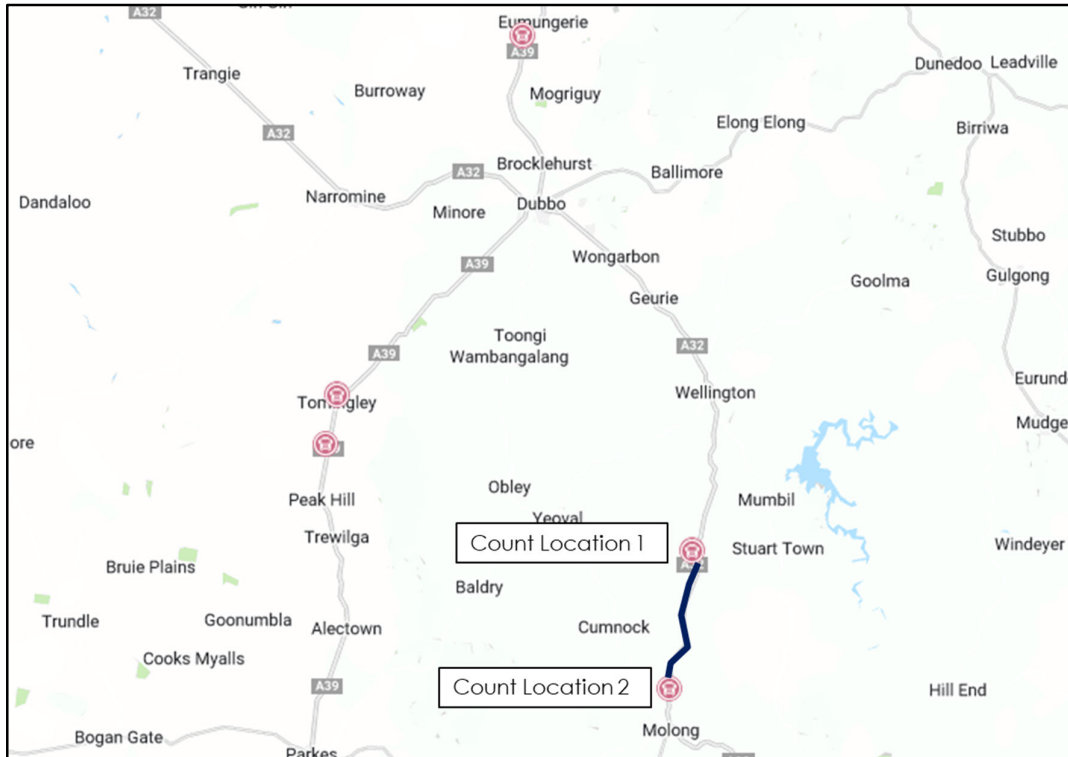 A32
Eumungerie
A39
Trangie
Burroway
Mogriguy
Dunedoo
Leadville
A32
Elong Elong
Birriwa
Brocklehurst
A32
Ballimore
Narromine
Dandaloo
Minore
Dubbo
Stubbo
Wongarbon
A39
Gulgong
Goolma
Geurie
Toongi
Wambangalang
A32
A39
Wellington
Tomingley
Peak Hill
Obley
Mumbil
Yeoval
Trewilga
Count Location 1
Stuart Town
Windeyer
Bruie Plains
Baldry
Trundle
Goonumbla
Alectown
Cumnock
Cooks Myalls
A39
Count Location 2
Hill End
Molong
Bogan Gate
Parkes